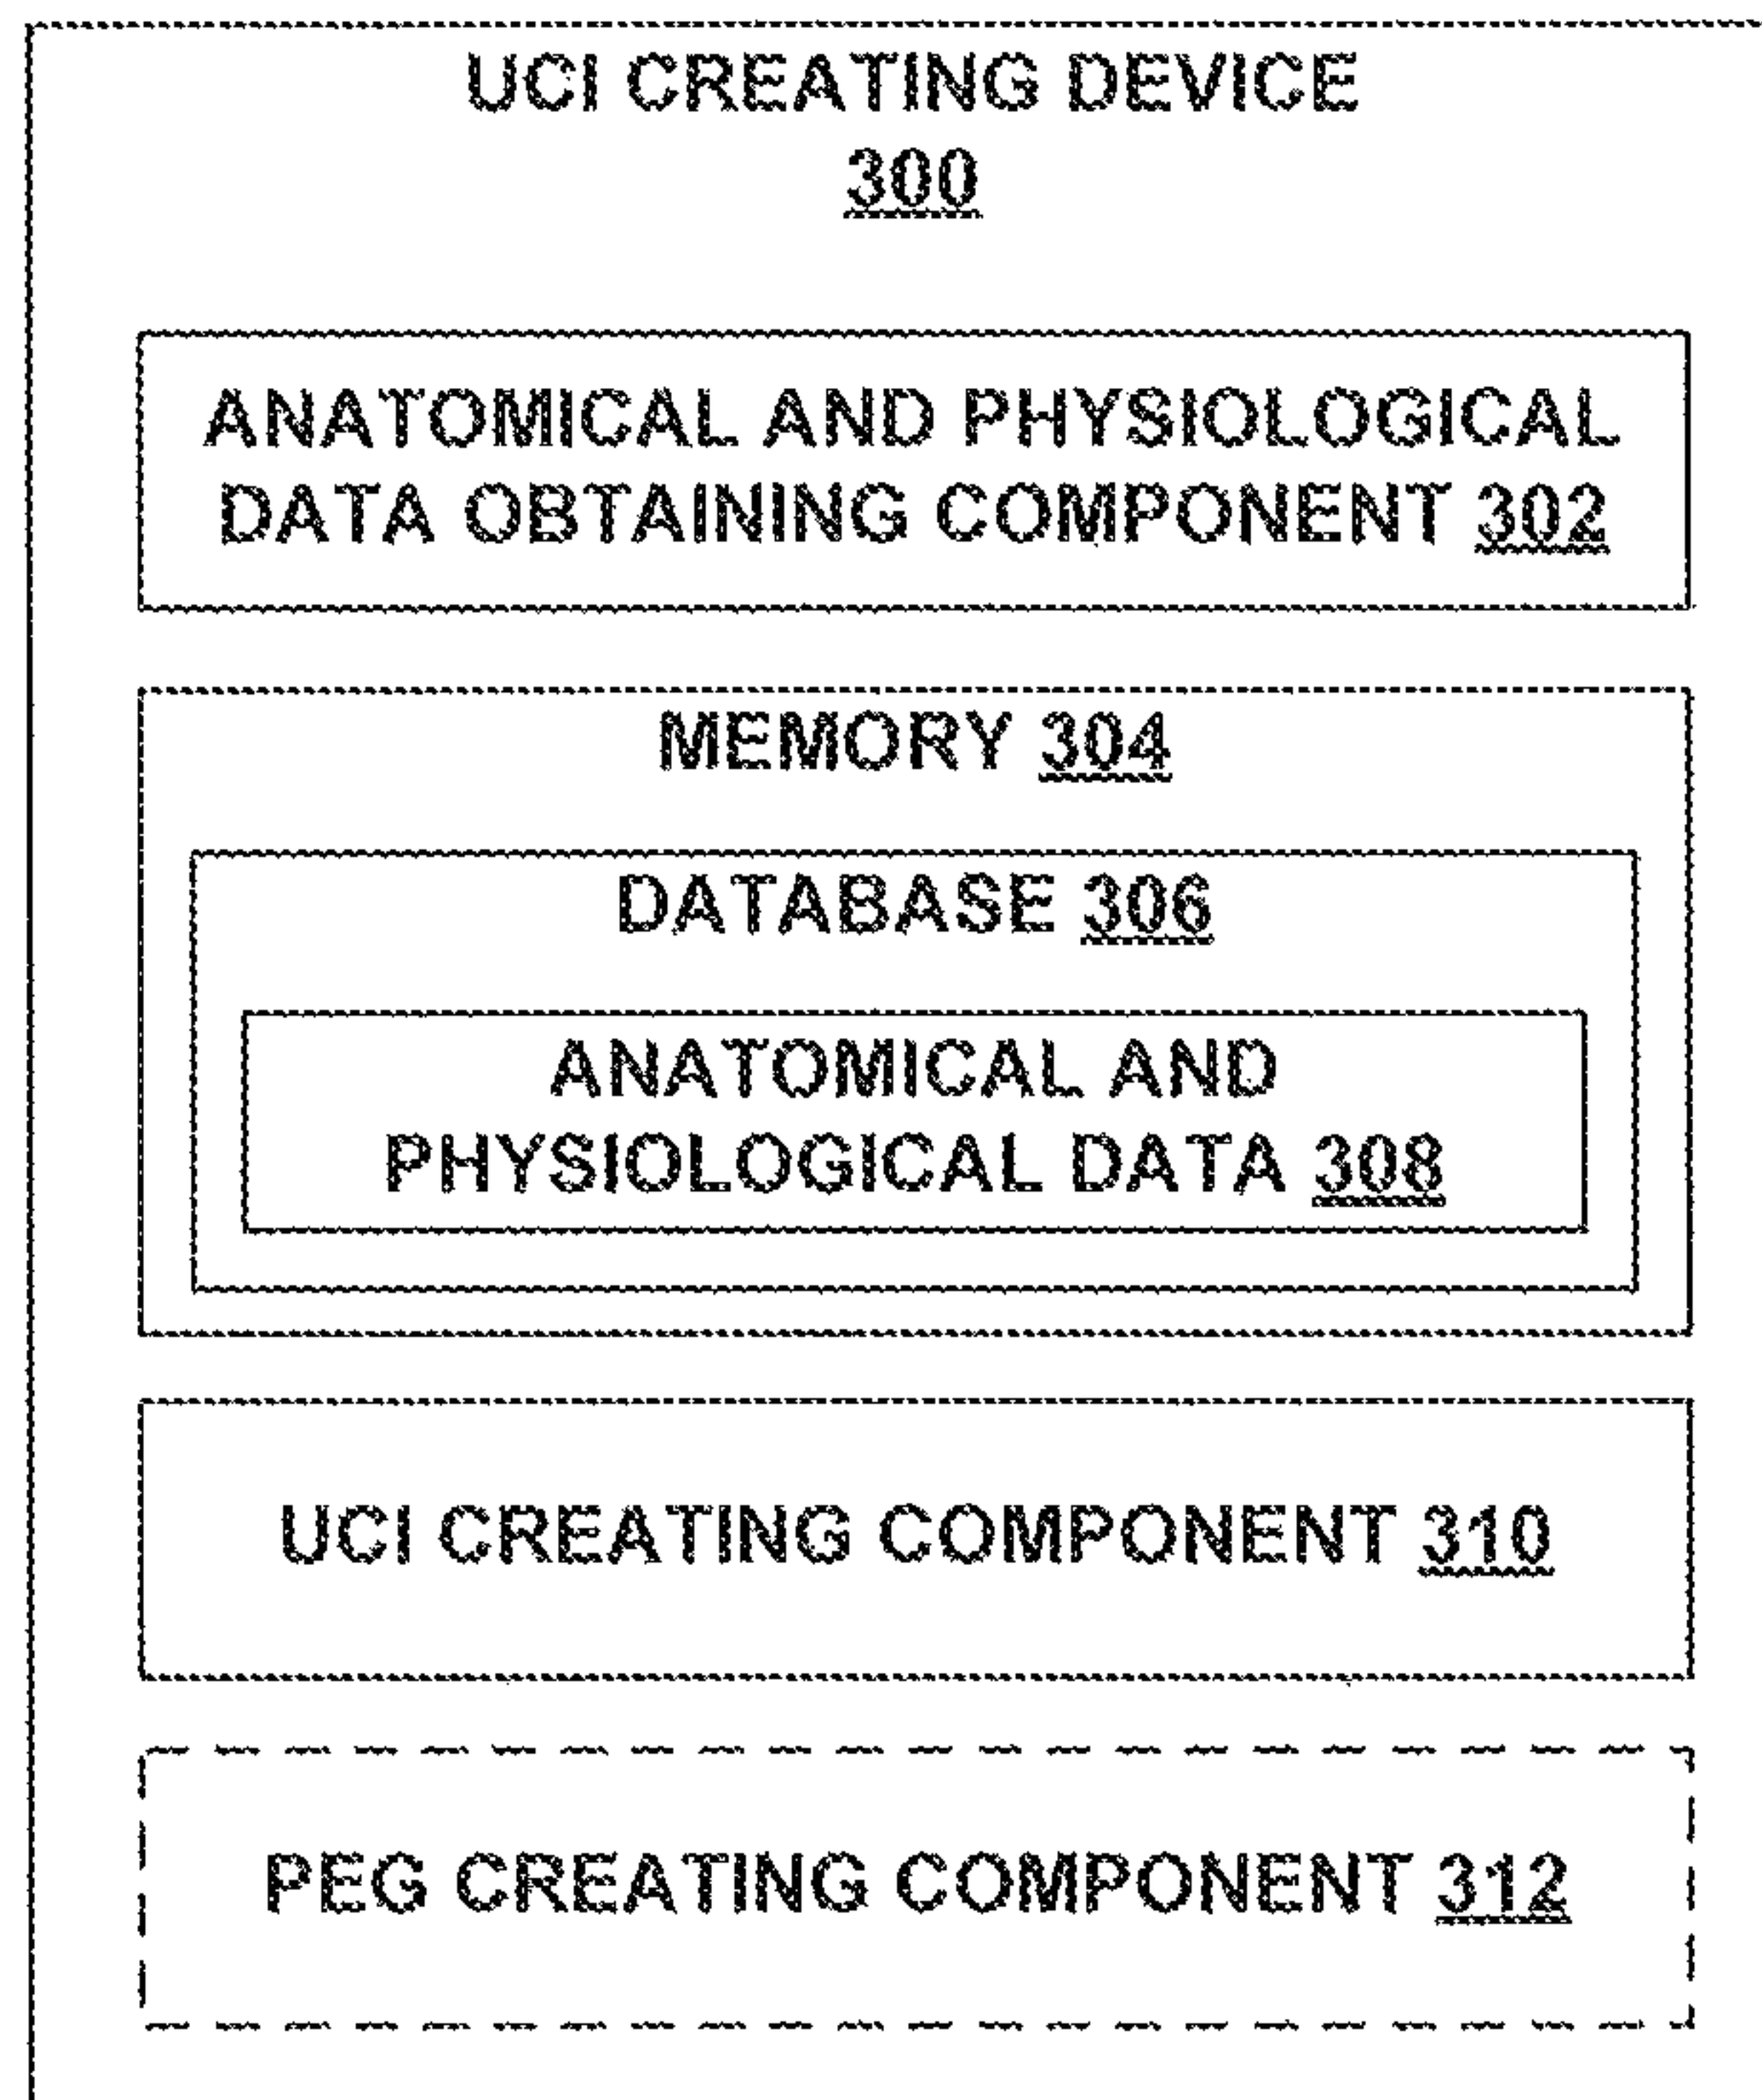 UCI CREATING DEVICE
300
ANATOMICAL AND PHYSIOLOGICAL
DATA OBTAINING COMPONENT 302
MEMORY 304
DATABASE 306
ANATOMICAL AND
PHYSIOLOGICAL DATA 308
UCI CREATING COMPONENT 310
PEG CREATING COMPONENT 312